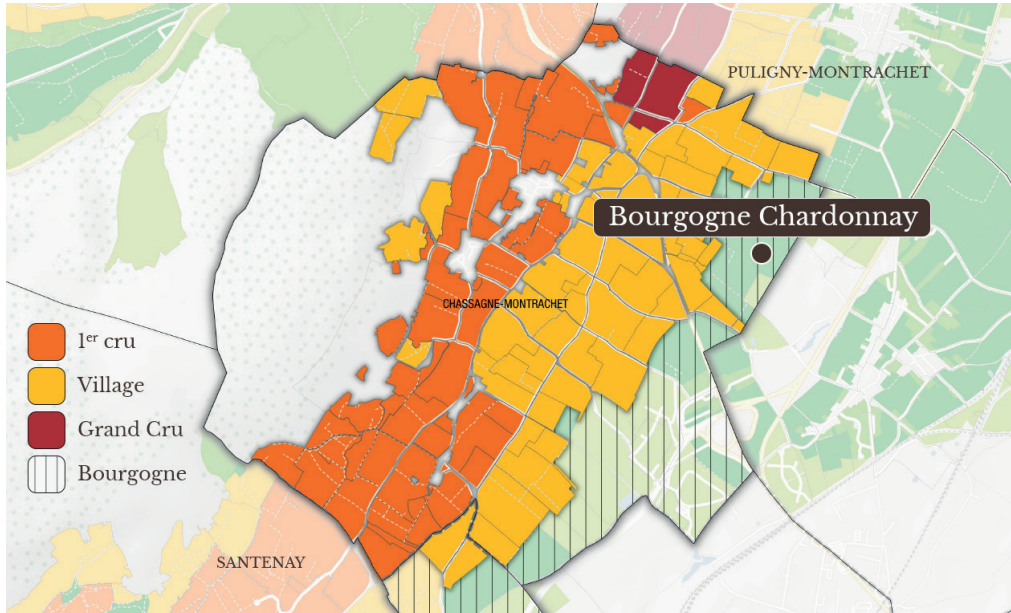 PULIGNY-MONTRACHET
Bourgogne Chardonnay
CHASSAGNE-MONTRACHET
1er cru
Village
Grand Cru
Bourgogne
SANTENAY